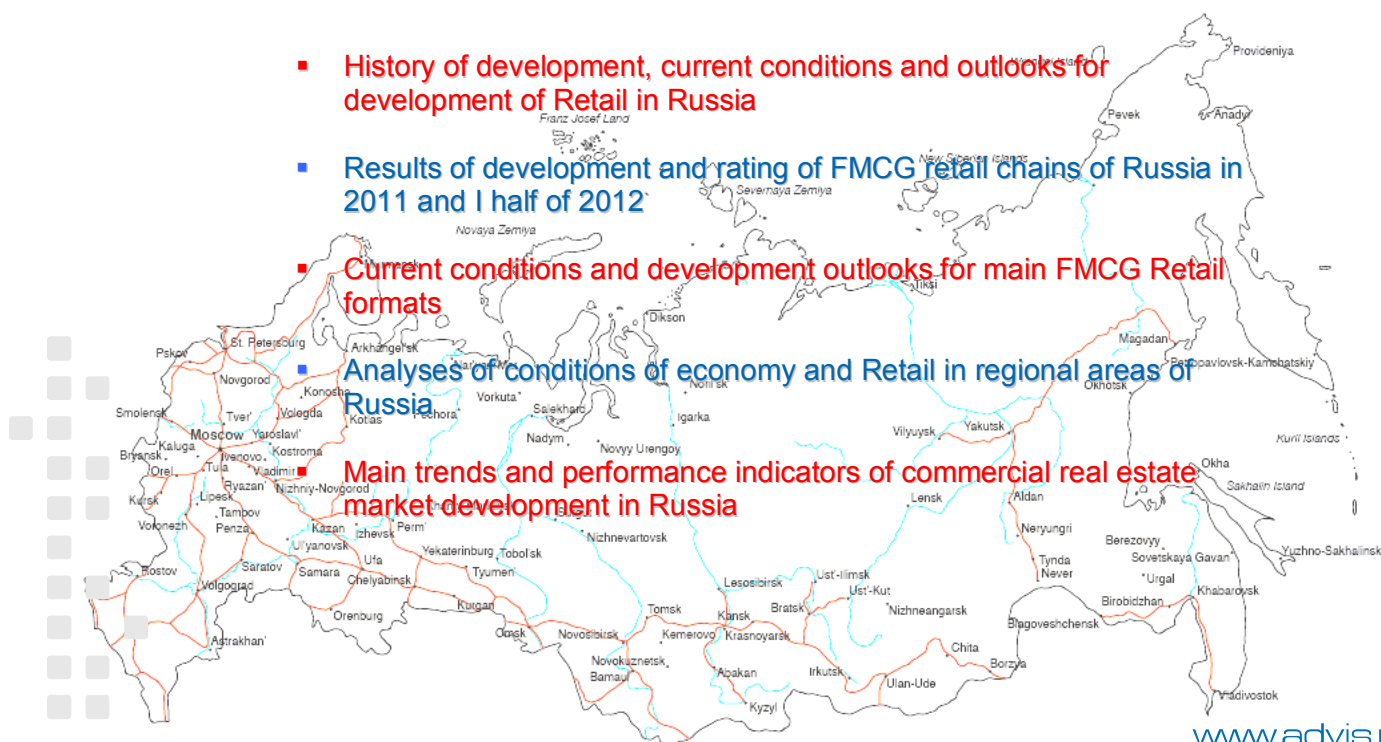 History of development, current conditions and outlooks for
development of Retail in Russia
Results of development and rating of FMCG retail chains of Russia in
2011 and I half of 2012
Current conditions and development outlooks for main FMCG Retail
formats
Analyses of conditions of economy and Retail in regional areas of
Russia
Main trends and performance indicators of commercial real estate
market development in Russia
Provideniya
Franz Josef Land
Pevek
Anadyr
New Siberian Islands
Severnaya Zemlya
Novaya Zemlya
Tiksi
Dikson
Magadan
Pskov
St. Petersburg
Arkhangel'sk
Petropavlovsk-Kamchatskiy
Novgorod
Konosha
Vorkuta
Noril'sk
Okhotsk
Smolensk
Tver'
Vologda
Kotlas
Pechora
Salekhard
Igarka
Moscow
Yaroslavl'
Nadym
Novyy Urengoy
Vilyuysk
Yakutsk
Kuril Islands
Bryansk
Kaluga
Ivenovo
Kostroma
Orel
Tula
Vladimir
Okha
Sakhalin Island
Kursk
Lipesk
Ryazan'
Nizhniy-Novgorod
Lensk
Aldan
Voronezh
Tambov
Penza
Kazan
Izhevsk
Perm'
Nizhnevartovsk
Neryungri
Ul'yanovsk
Yekaterinburg
Tobol'sk
Berezovyy
Sovetskaya Gavan
Yuzhno-Sakhalinsk
Rostov
Saratov
Samara
Ufa
Chelyabinsk
Tyumen
Tynda
Never
Urgal
Volgograd
Lesosibirsk
Ust'-Ilimsk
Ust'-Kut
Khabarovsk
Orenburg
Kurgan
Tomsk
Kansk
Bratsk
Nizhneangarsk
Birobidzhan
Astrakhan'
Omsk
Novosibirsk
Kemerovo
Krasnoyarsk
Blagoveshchensk
Novokuznetsk
Barnaul
Abakan
Irkutsk
Chita
Borzya
Ulan-Ude
Kyzyl
Vladivostok
www.advis.